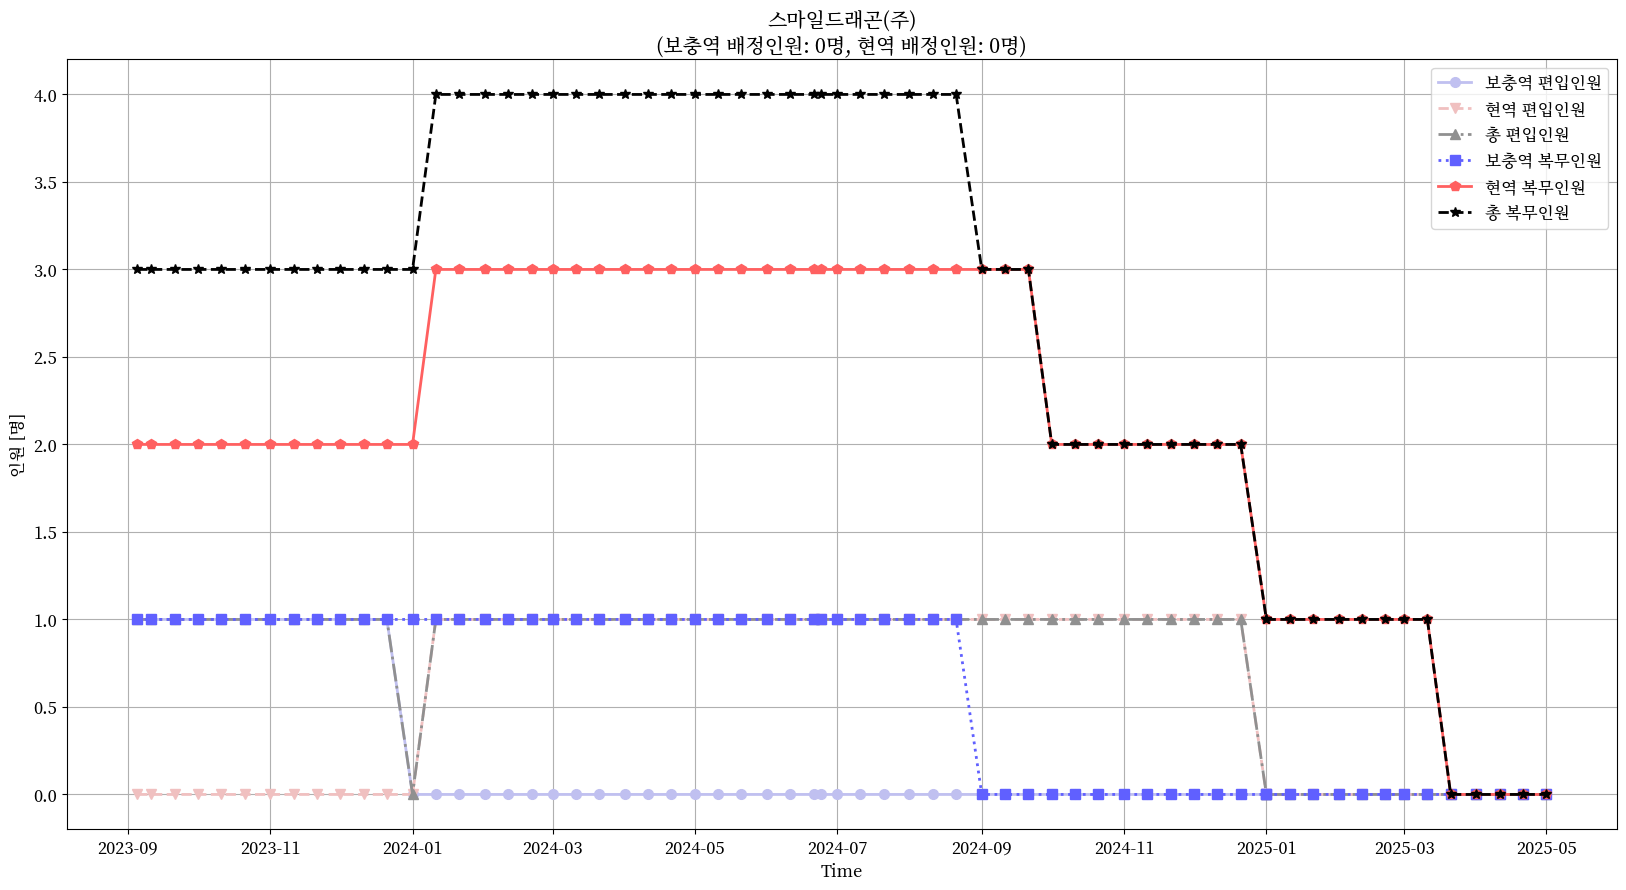 스마일드래곤(주)
(보충역 배정인원: 0명, 현역 배정인원: 0명)
보충역 편입인원
현역 편입인원
총 편입인원
보충역 복무인원
현역 복무인원
총 복무인원
인원 [명]
4.0
3.5
3.0
2.5
2.0
1.5
1.0
0.5
0.0
2023-09 2023-11 2024-01 2024-03 2024-05 2024-07 2024-09 2024-11 2025-01 2025-03 2025-05
Time